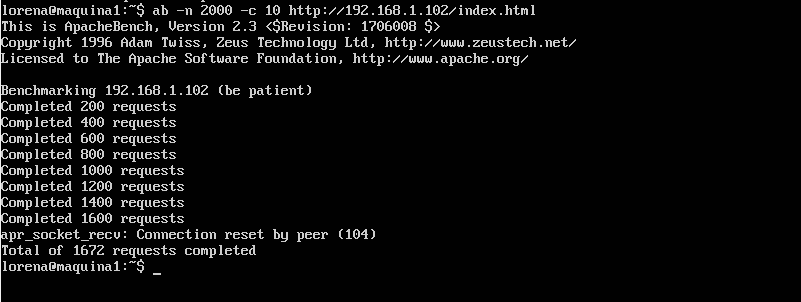 lorena@maquina1:~$ ab -n 2000 -c 10 http://192.168.1.102/index.html
This is ApacheBench, Version 2.3 <$Revision: 1706008 $>
Copyright 1996 Adam Twiss, Zeus Technology Ltd, http://www.zeustech.net/
Licensed to The Apache Software Foundation, http://www.apache.org/

Benchmarking 192.168.1.102 (be patient)
Completed 200 requests
Completed 400 requests
Completed 600 requests
Completed 800 requests
Completed 1000 requests
Completed 1200 requests
Completed 1400 requests
Completed 1600 requests
apr_socket_recv: Connection reset by peer (104)
Total of 1672 requests completed
lorena@maquina1:~$ _